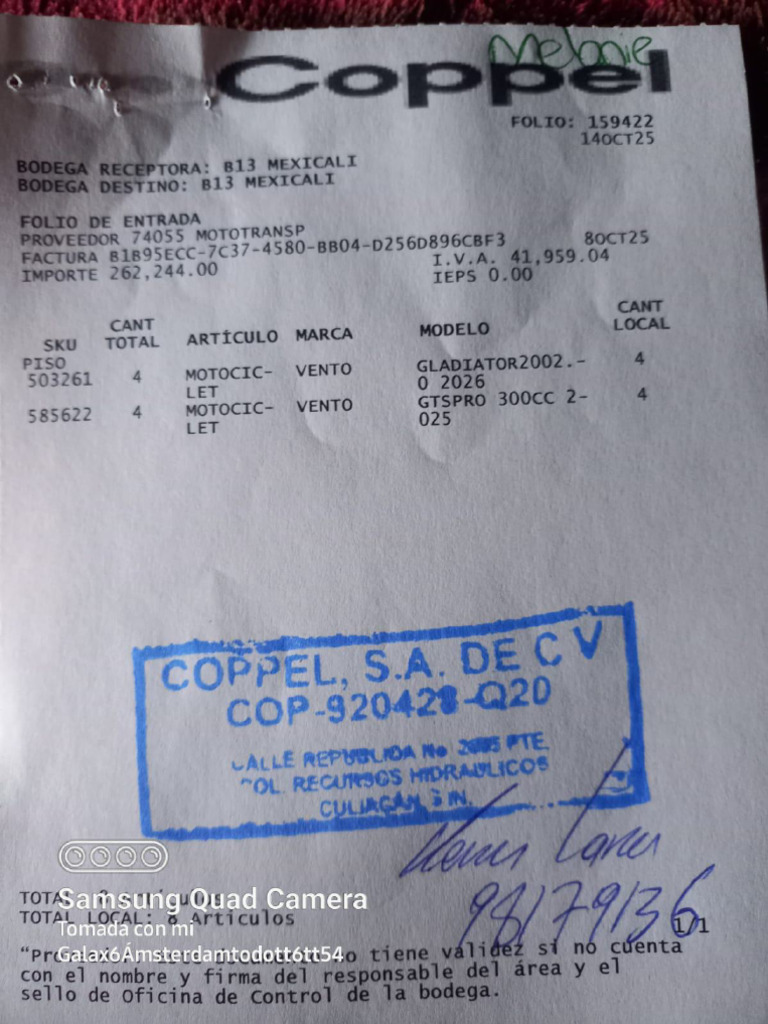 Melanie
Coppel
FOLIO: 159422
14OCT25
BODEGA RECEPTORA: B13 MEXICALI
BODEGA DESTINO: B13 MEXICALI
FOLIO DE ENTRADA
PROVEEDOR 74055 MOTOTRANSP
FACTURA B1B95ECC-7C37-4580-BB04-D256D896CBF3 8OCT25
IMPORTE 262,244.00 I.V.A. 41,959.04
IEPS 0.00
SKU CANT TOTAL ARTÍCULO MARCA MODELO CANT LOCAL
PISO
503261 4 MOTOCIC- VENTO GLADIATOR2002.- 4
LET 0 2026
585622 4 MOTOCIC- VENTO GTSPRO 300CC 2- 4
LET 025
COPPEL, S.A. DE C V
COP-920428-Q20
CALLE REPUBLICA No PTE
COL. RECURSOS HIDRAULICOS
CULIACÁN SIN.
98179136
TOTAL
TOTAL LOCAL: 8 Artículos
1/1
no tiene validez si no cuenta
con el nombre y firma del responsable del área y el
sello de Oficina de Control de la bodega.
Samsung Quad Camera
Tomada con mi
Galax6Ámsterdamtodott6tt54